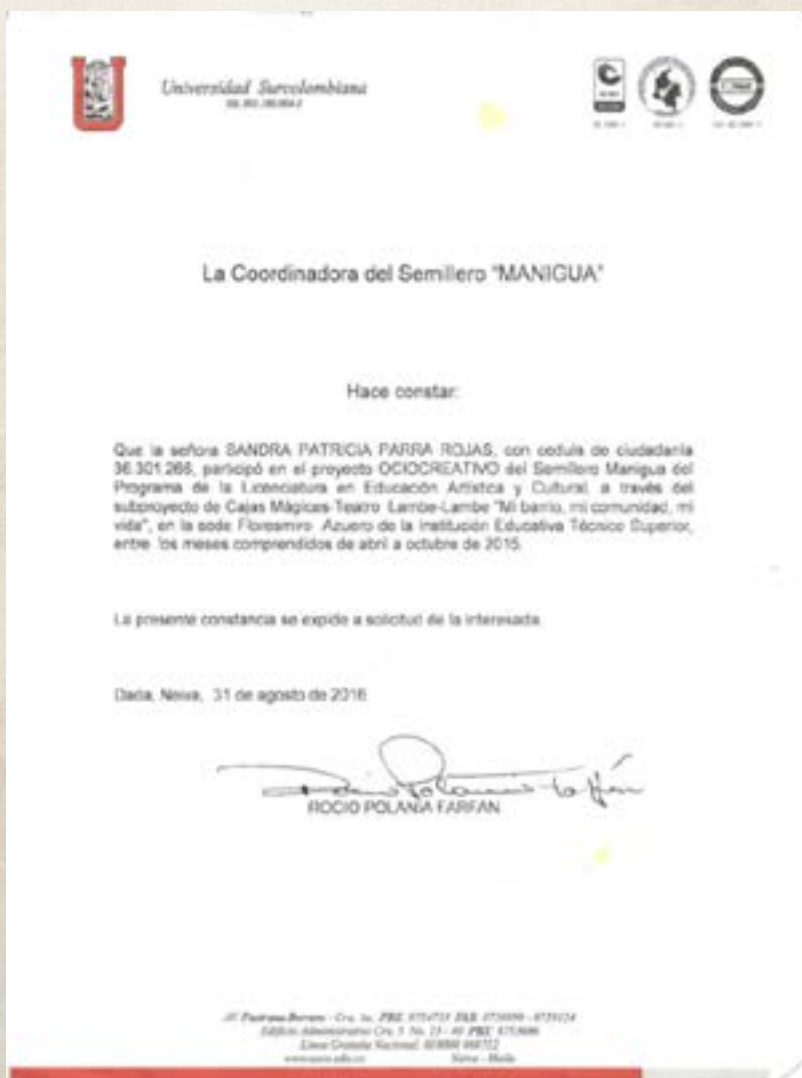 Universidad Surcolombiana
La Coordinadora del Semillero "MANIGUA"
Hace constar:
Que la señora SANDRA PATRICIA PARRA ROJAS, con cedula de ciudadanía
36.301.266, participó en el proyecto OCIOCREATIVO del Semillero Manigua del
Programa de la Licenciatura en Educación Artística y Cultural, a través del
subproyecto de Cajas Mágicas-Teatro Lambe-Lambe "Mi barrio, mi comunidad, mi
vida", en la sede Floresmiro Azuero de la Institución Educativa Técnico Superior,
entre los meses comprendidos de abril a octubre de 2015.
La presente constancia se expide a solicitud de la interesada.
Dada, Neiva, 31 de agosto de 2016
ROCIO POLANÍA FARFAN
Neiva - Huila